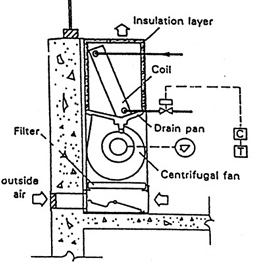 Insulation layer
Coil
Drain pan
Filter
C
T
Centrifugal fan
outside
air